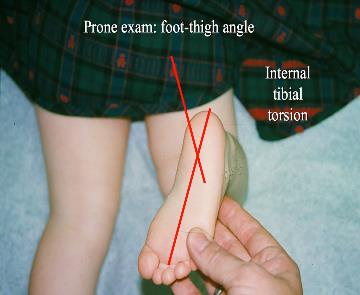 Prone exam: foot-thigh angle
Internal
tibial
torsion